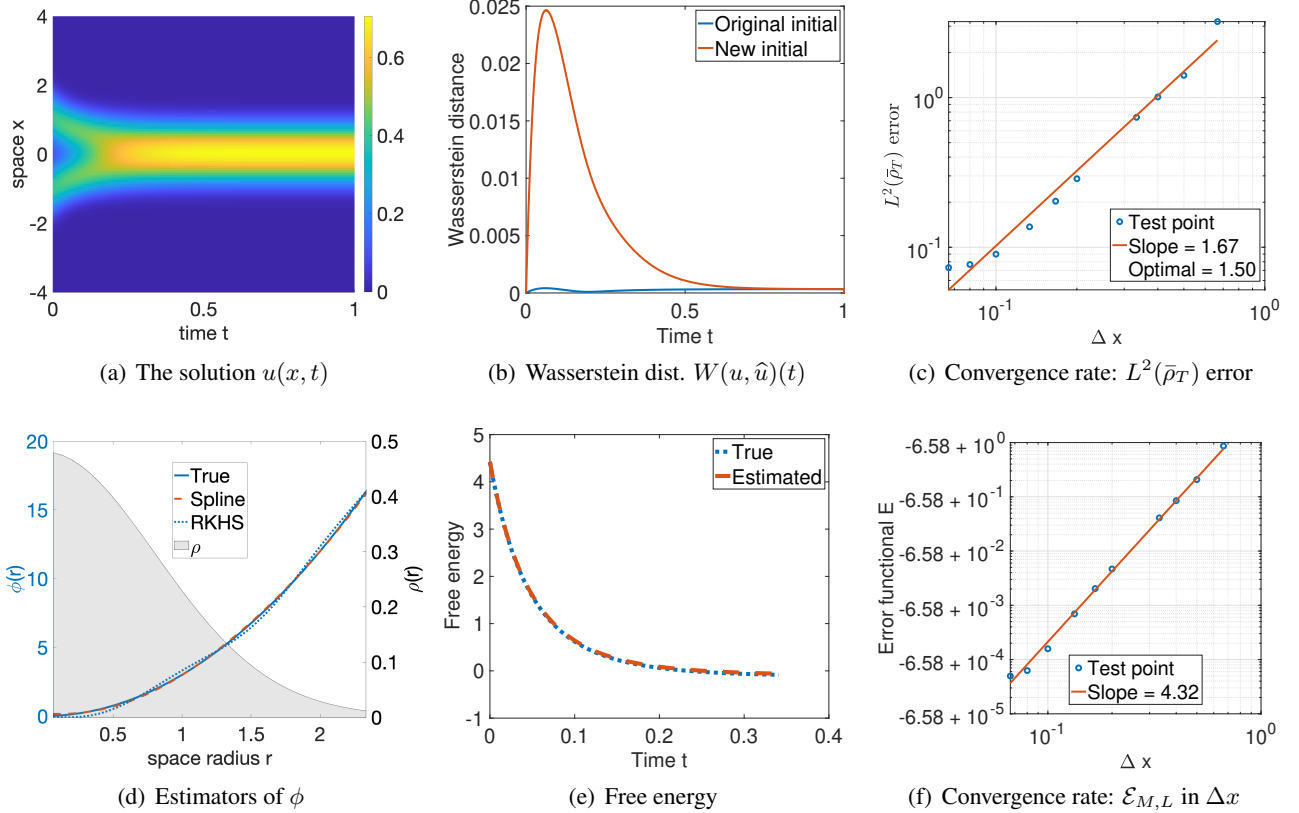 space x
4
2
0
-2
-4
0
0.5
1
time t
0.6
0.4
0.2
0
(a) The solution u(x, t)
Wasserstein distance
0.025
0.02
0.015
0.01
0.005
0
0
0.5
1
Time t
Original initial
New initial
(b) Wasserstein dist. W(u, û)(t)
L²(ρ̄_T) error
10⁰
10⁻¹
10⁻¹
10⁰
Δ x
Test point
Slope = 1.67
Optimal = 1.50
(c) Convergence rate: L²(ρ̄_T) error
ϕ(r)
20
15
10
5
0
0.5
1
1.5
2
space radius r
0.5
0.4
0.3
0.2
0.1
0
ρ(r)
True
Spline
RKHS
ρ
(d) Estimators of ϕ
Free energy
5
4
3
2
1
0
-1
0
0.1
0.2
0.3
0.4
Time t
True
Estimated
(e) Free energy
Error functional E
-6.58 + 10⁰
-6.58 + 10⁻¹
-6.58 + 10⁻²
-6.58 + 10⁻³
-6.58 + 10⁻⁴
-6.58 + 10⁻⁵
10⁻¹
10⁰
Δ x
Test point
Slope = 4.32
(f) Convergence rate: ℰ_{M,L} in Δx